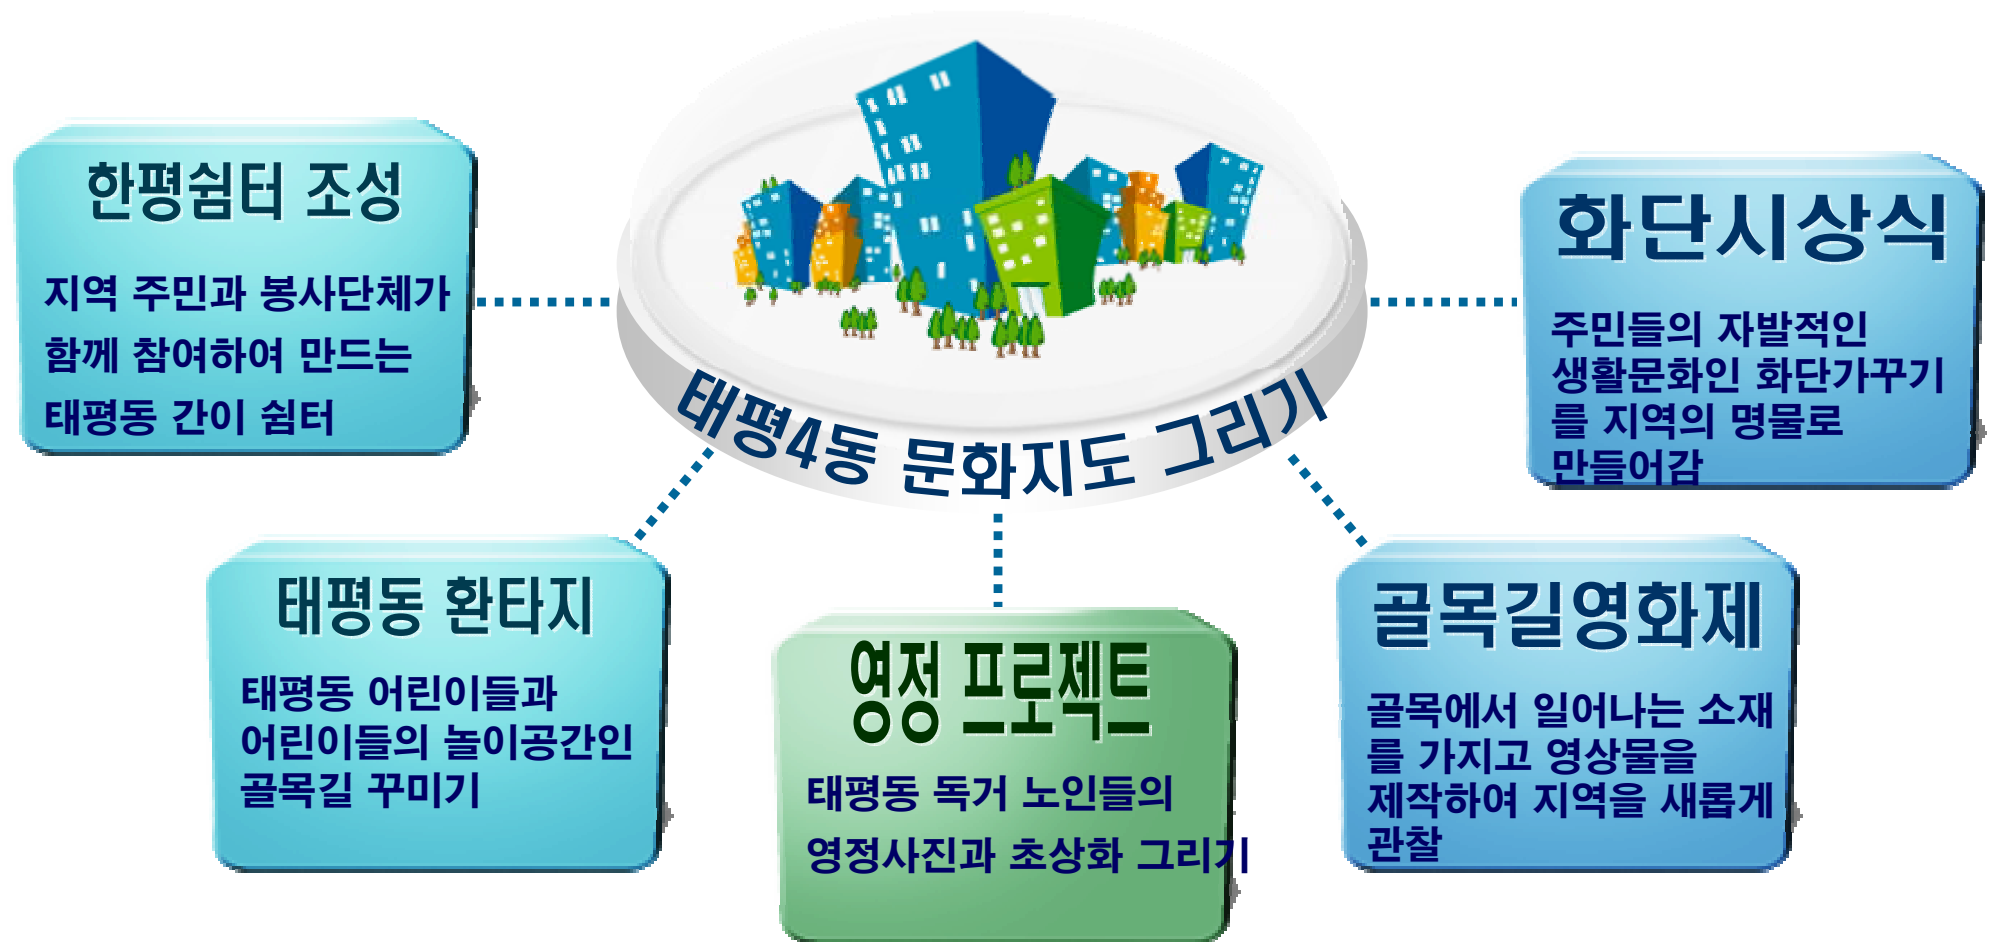 태평4동 문화지도 그리기
한평쉼터 조성
지역 주민과 봉사단체가
함께 참여하여 만드는
태평동 간이 쉼터
화단시상식
주민들의 자발적인
생활문화인 화단가꾸기
를 지역의 명물로
만들어감
태평동 환타지
태평동 어린이들과
어린이들의 놀이공간인
골목길 꾸미기
영정 프로젝트
태평동 독거 노인들의
영정사진과 초상화 그리기
골목길영화제
골목에서 일어나는 소재
를 가지고 영상물을
제작하여 지역을 새롭게
관찰